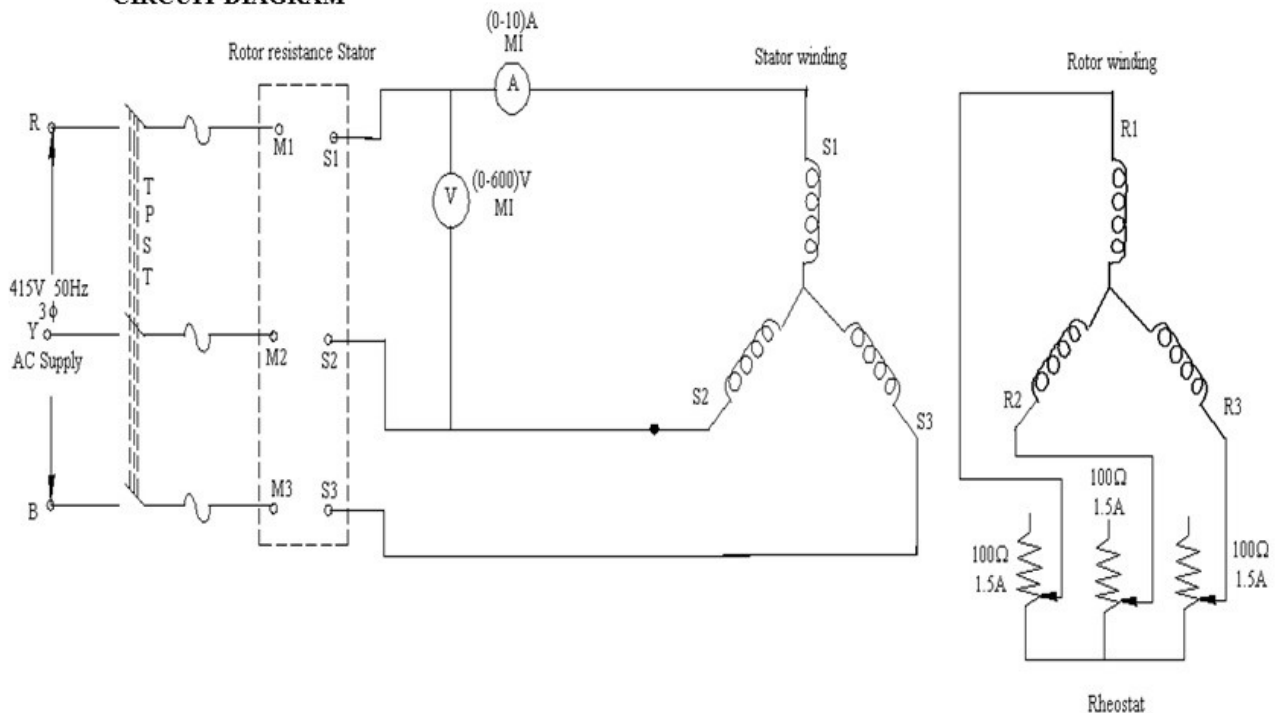 CIRCUIT DIAGRAM
Rotor resistance Stator
(0-10)A
MI
A
Stator winding
Rotor winding
R
M1
S1
S1
R1
T
P
S
T
V
(0-600)V
MI
415V 50Hz
3ϕ
Y
AC Supply
M2
S2
S2
S3
R2
R3
B
M3
S3
100Ω
1.5A
100Ω
1.5A
100Ω
1.5A
Rheostat